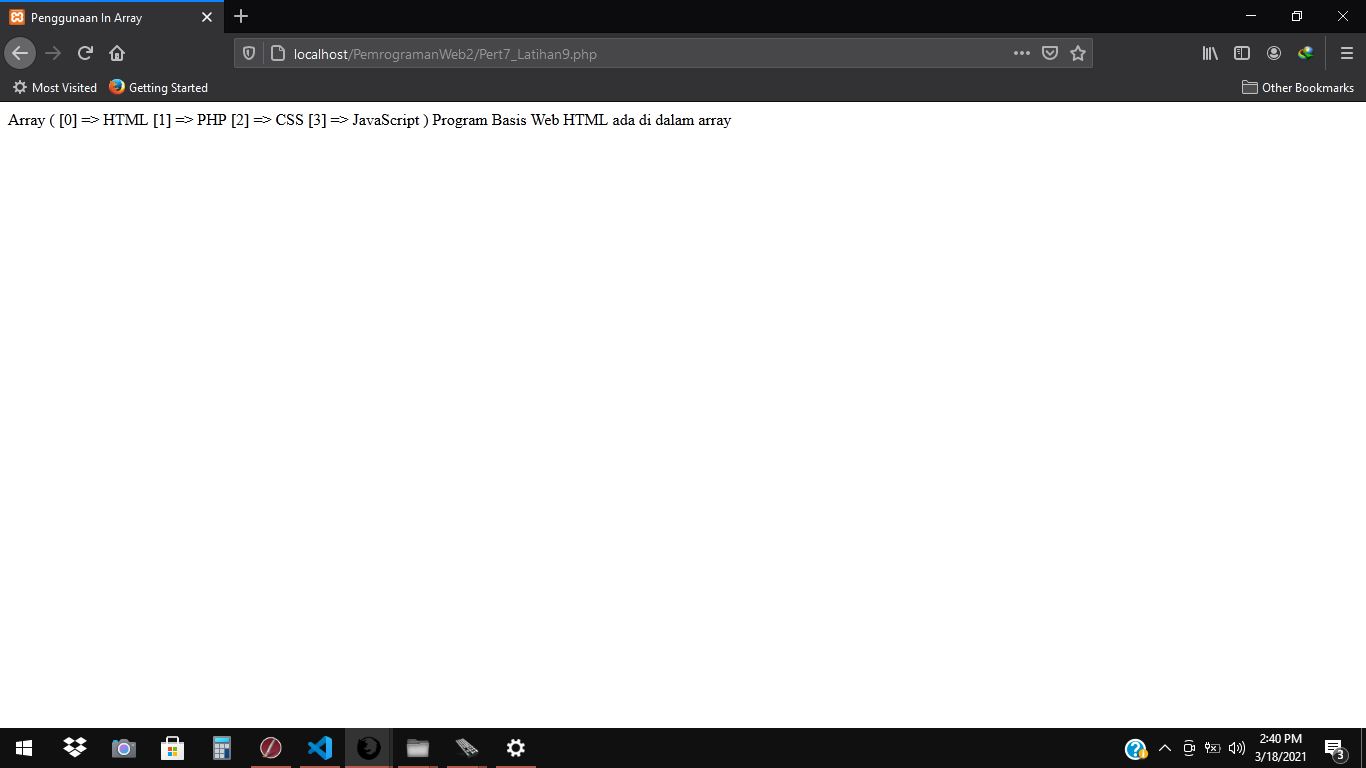 Penggunaan In Array
localhost/PemrogramanWeb2/Pert7_Latihan9.php
Most Visited
Getting Started
Other Bookmarks
Array ( [0] => HTML [1] => PHP [2] => CSS [3] => JavaScript ) Program Basis Web HTML ada di dalam array
2:40 PM
3/18/2021
3